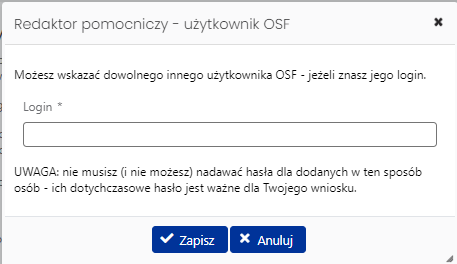 Redaktor pomocniczy - użytkownik OSF
Możesz wskazać dowolnego innego użytkownika OSF - jeżeli znasz jego login.
Login *
UWAGA: nie musisz (i nie możesz) nadawać hasła dla dodanych w ten sposób
osób - ich dotychczasowe hasło jest ważne dla Twojego wniosku.
Zapisz Anuluj